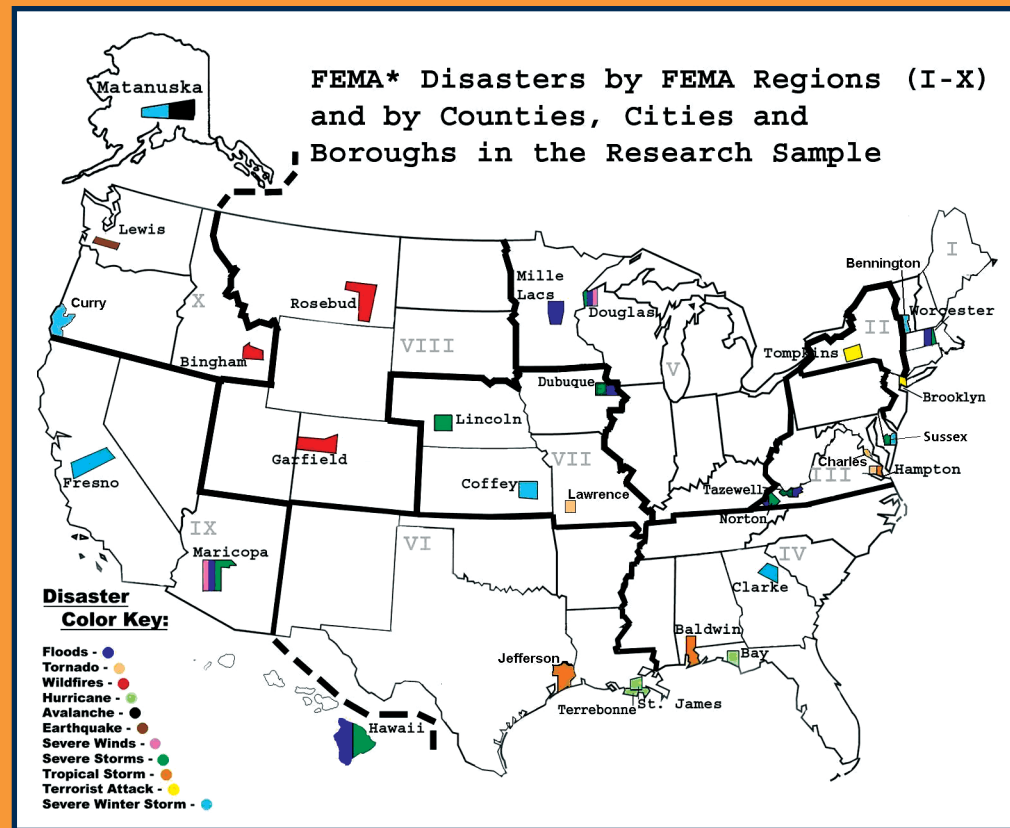 FEMA* Disasters by FEMA Regions (I-X)
and by Counties, Cities and
Boroughs in the Research Sample
Matanuska
Lewis
Curry
X
Bingham
Rosebud
VIII
Mille
Lacs
Douglas
V
Bennington
I
Worcester
II
Tompkins
Brooklyn
Dubuque
Lincoln
Garfield
Fresno
VII
Coffey
Lawrence
Sussex
Charles
III
Hampton
Tazewell
Norton
IX
Maricopa
VI
IV
Clarke
Baldwin
Bay
Jefferson
Terrebonne
St. James
Hawaii
Disaster
Color Key:
Floods -
Tornado -
Wildfires -
Hurricane -
Avalanche -
Earthquake -
Severe Winds -
Severe Storms -
Tropical Storm -
Terrorist Attack -
Severe Winter Storm -